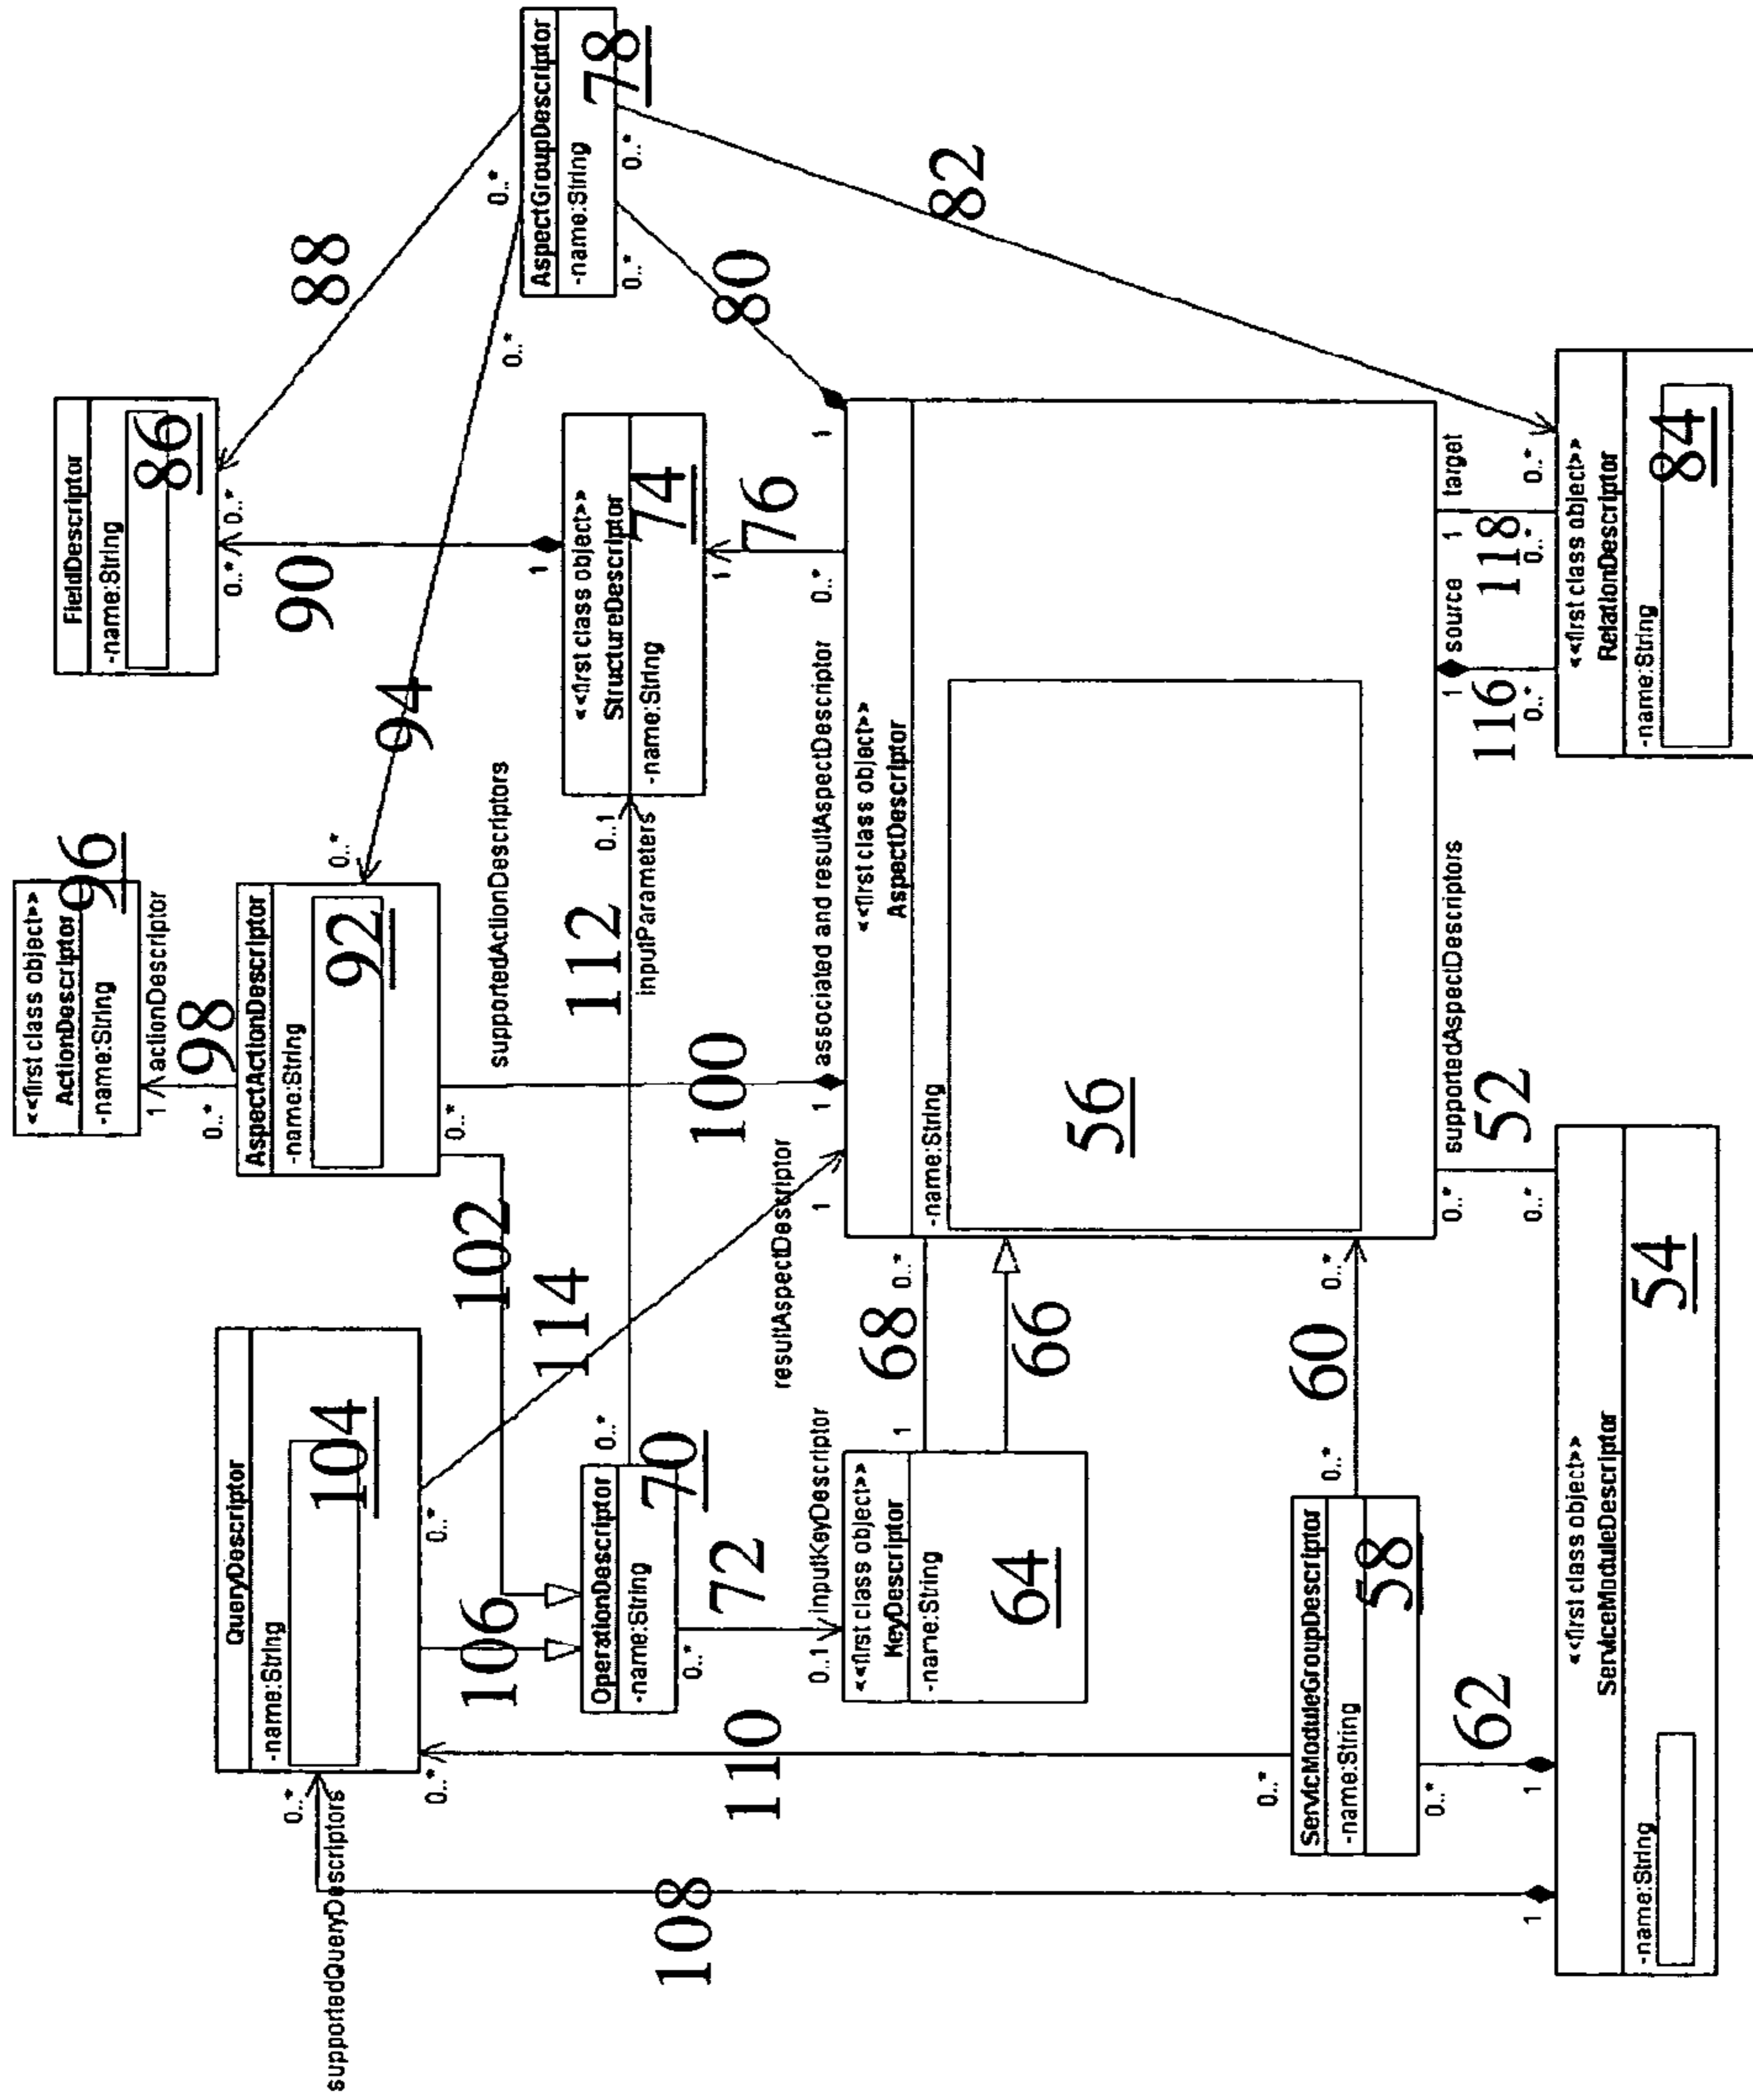 supportedQueryDescriptors
0..*
QueryDescriptor
-name:String
104
0..*
0..*
108
110
106
102
114
<<first class object>>
ActionDescriptor
-name:String
96
1
actionDescriptor
98
0..*
AspectActionDescriptor
-name:String
92
0..*
0..*
supportedActionDescriptors
94
FieldDescriptor
-name:String
86
0..*
0..*
90
88
0..*
0..*
AspectGroupDescriptor
-name:String
78
0..*
0..*
OperationDescriptor
-name:String
70
0..*
0..*
72
112
0..1
inputParameters
100
<<first class object>>
StructureDescriptor
-name:String
74
1
1
76
80
82
0..1
inputKeyDescriptor
resultAspectDescriptor
1
1
associated and resultAspectDescriptor
0..*
1
<<first class object>>
KeyDescriptor
-name:String
64
1
68
0..*
66
<<first class object>>
AspectDescriptor
-name:String
56
0..*
ServicModuleGroupDescriptor
-name:String
58
0..*
0..*
60
0..*
62
0..*
supportedAspectDescriptors
52
0..*
1
source
1
target
116
0..*
118
0..*
0..*
1
1
<<first class object>>
ServiceModuleDescriptor
-name:String
54
<<first class object>>
RelationDescriptor
-name:String
84